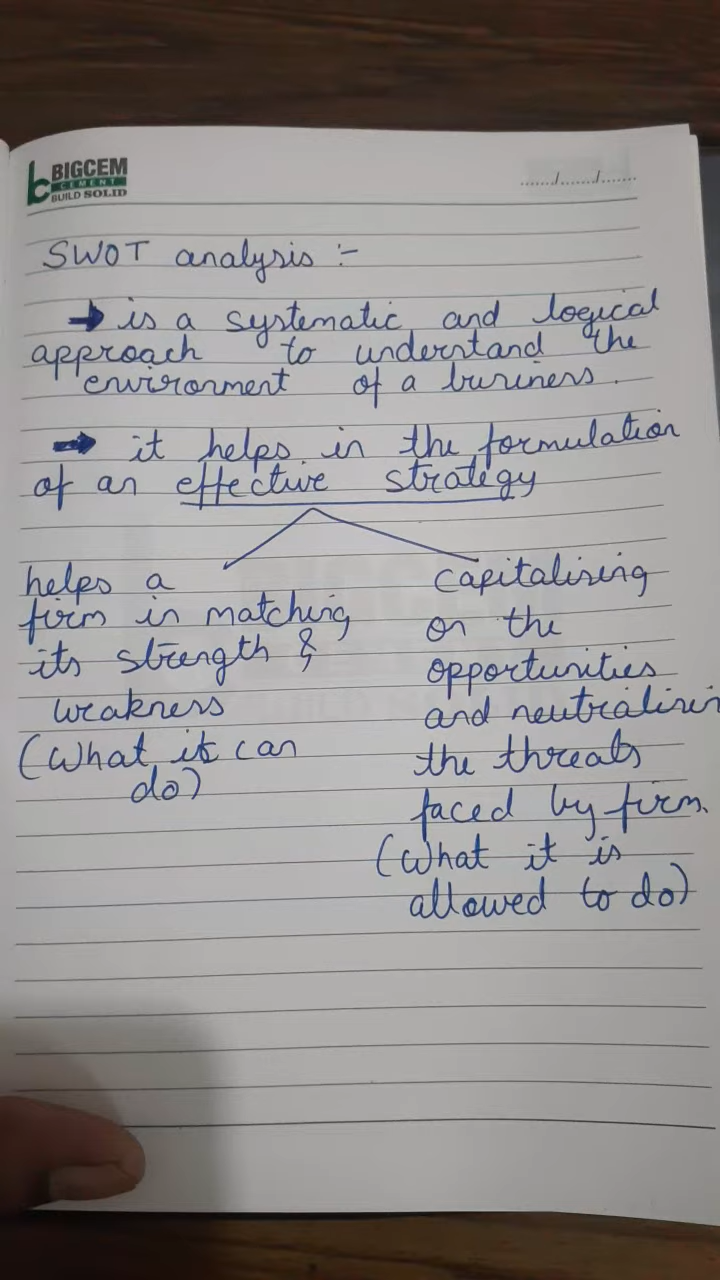 BIGCEM
CEMENT
BUILD SOLID
....../......./.......
SWOT analysis :-
→ is a systematic and logical
approach to understand the
environment of a business.
→ it helps in the formulation
of an effective strategy
helps a
firm in matching
its strength &
weakness
(What it can
do)
capitalising
on the
opportunities
and neutralisin
the threats
faced by firm.
(What it is
allowed to do)